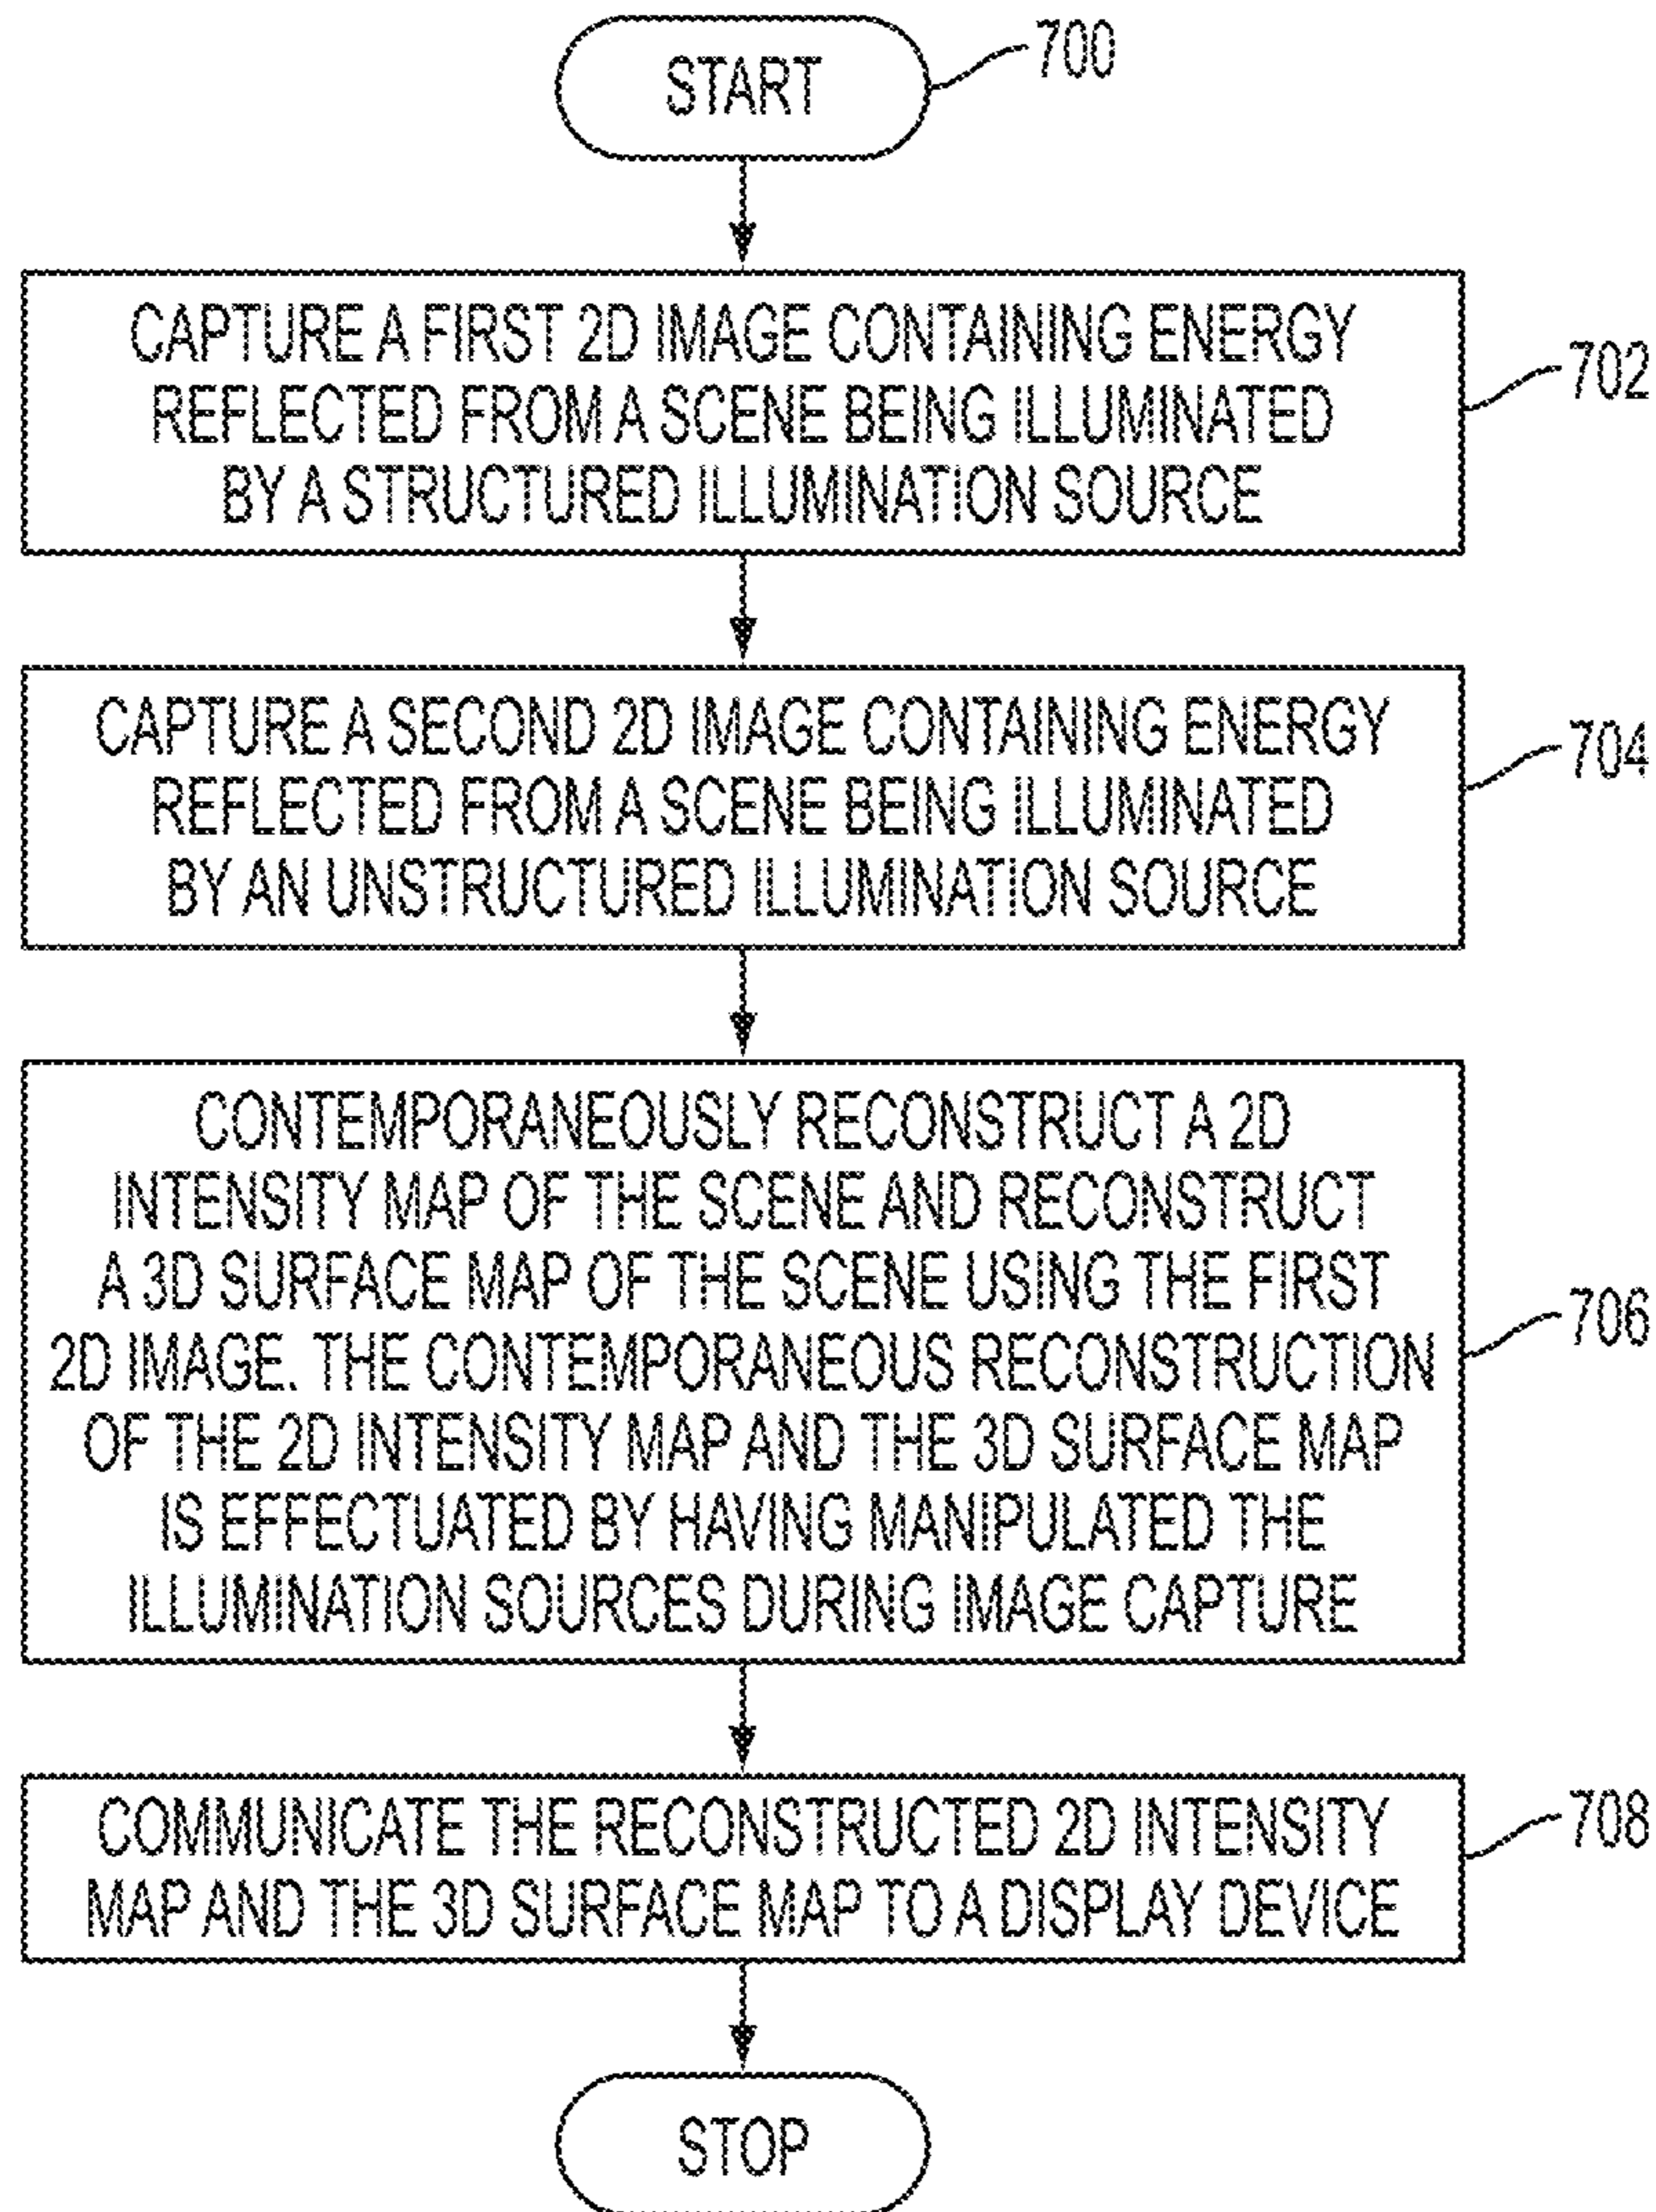 START
700
CAPTURE A FIRST 2D IMAGE CONTAINING ENERGY
REFLECTED FROM A SCENE BEING ILLUMINATED
BY A STRUCTURED ILLUMINATION SOURCE
702
CAPTURE A SECOND 2D IMAGE CONTAINING ENERGY
REFLECTED FROM A SCENE BEING ILLUMINATED
BY AN UNSTRUCTURED ILLUMINATION SOURCE
704
CONTEMPORANEOUSLY RECONSTRUCT A 2D
INTENSITY MAP OF THE SCENE AND RECONSTRUCT
A 3D SURFACE MAP OF THE SCENE USING THE FIRST
2D IMAGE. THE CONTEMPORANEOUS RECONSTRUCTION
OF THE 2D INTENSITY MAP AND THE 3D SURFACE MAP
IS EFFECTUATED BY HAVING MANIPULATED THE
ILLUMINATION SOURCES DURING IMAGE CAPTURE
706
COMMUNICATE THE RECONSTRUCTED 2D INTENSITY
MAP AND THE 3D SURFACE MAP TO A DISPLAY DEVICE
708
STOP